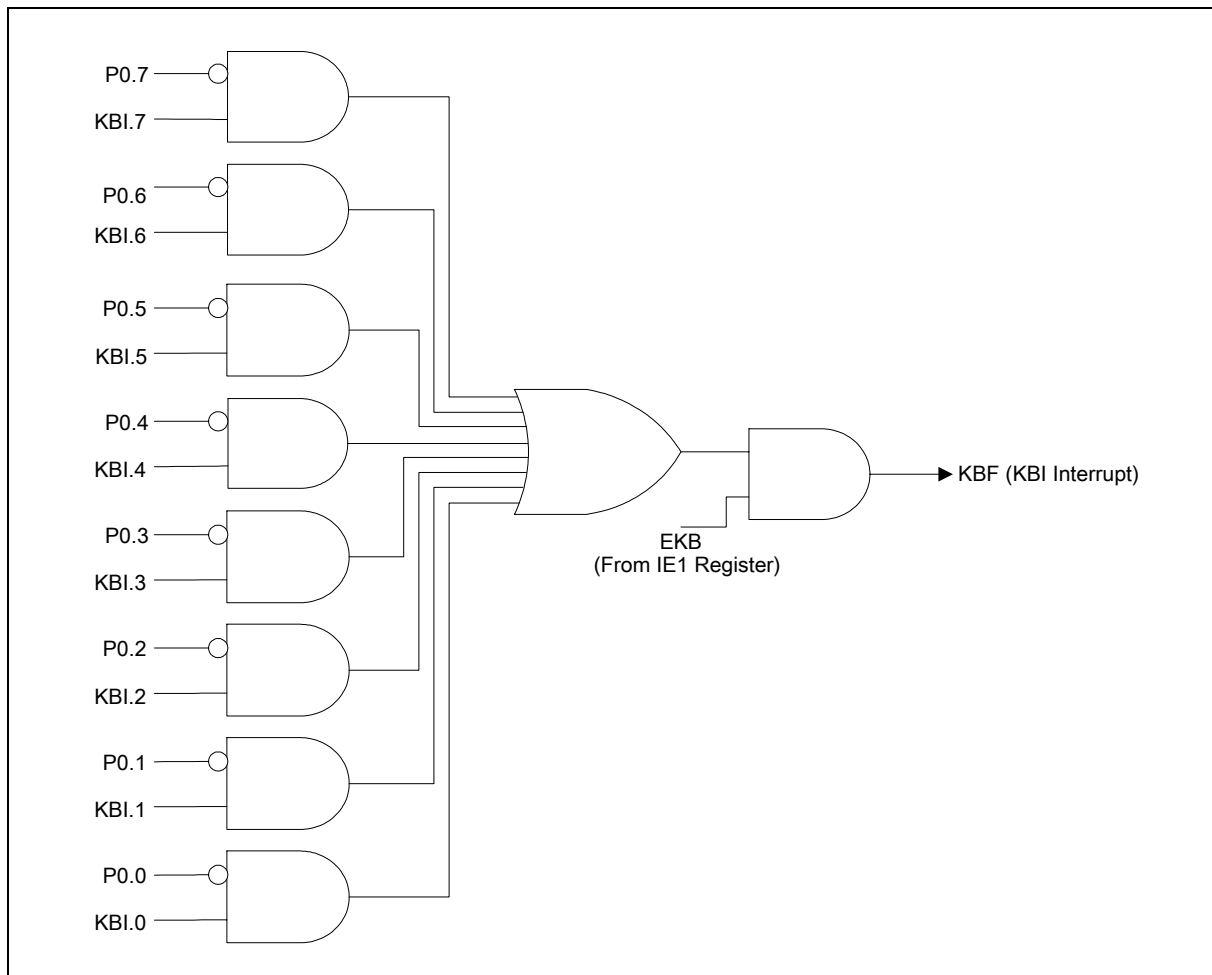 P0.7
KBI.7
P0.6
KBI.6
P0.5
KBI.5
P0.4
KBI.4
P0.3
KBI.3
P0.2
KBI.2
P0.1
KBI.1
P0.0
KBI.0
EKB
(From IE1 Register)
KBF (KBI Interrupt)